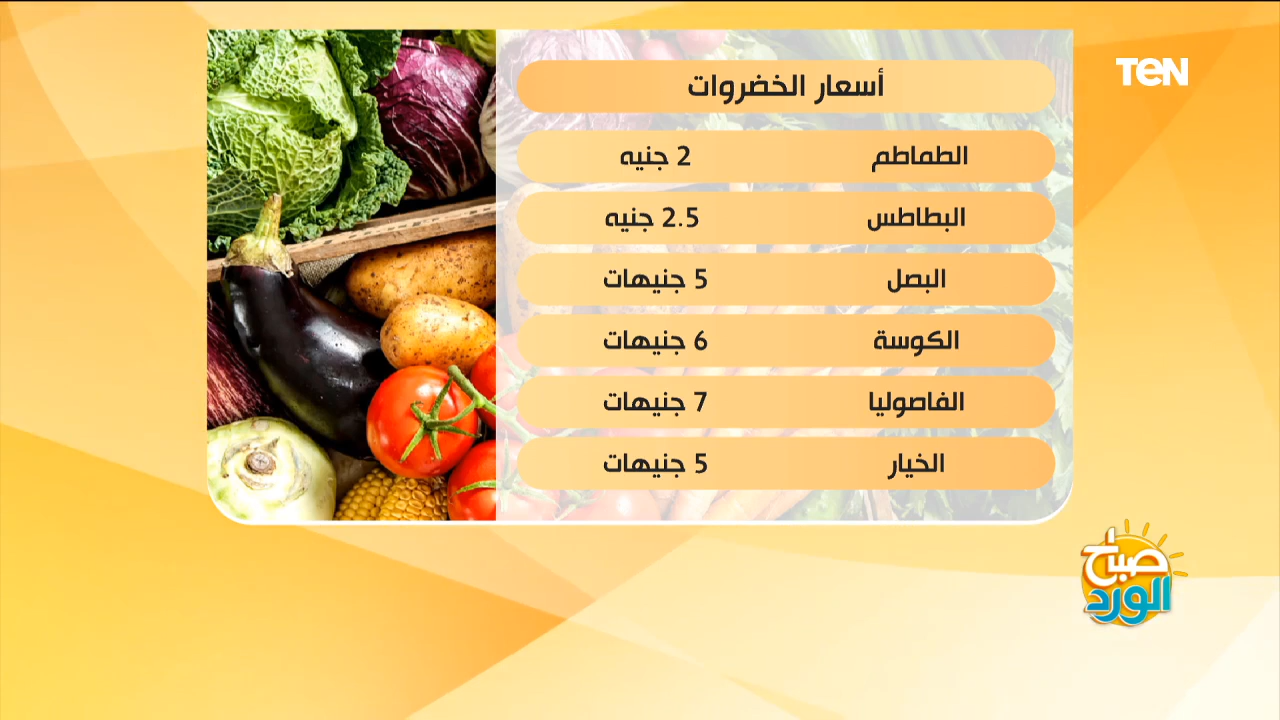 TEN
أسعار الخضروات
الطماطم 2 جنيه
البطاطس 2.5 جنيه
البصل 5 جنيهات
الكوسة 6 جنيهات
الفاصوليا 7 جنيهات
الخيار 5 جنيهات
صباح
الورد